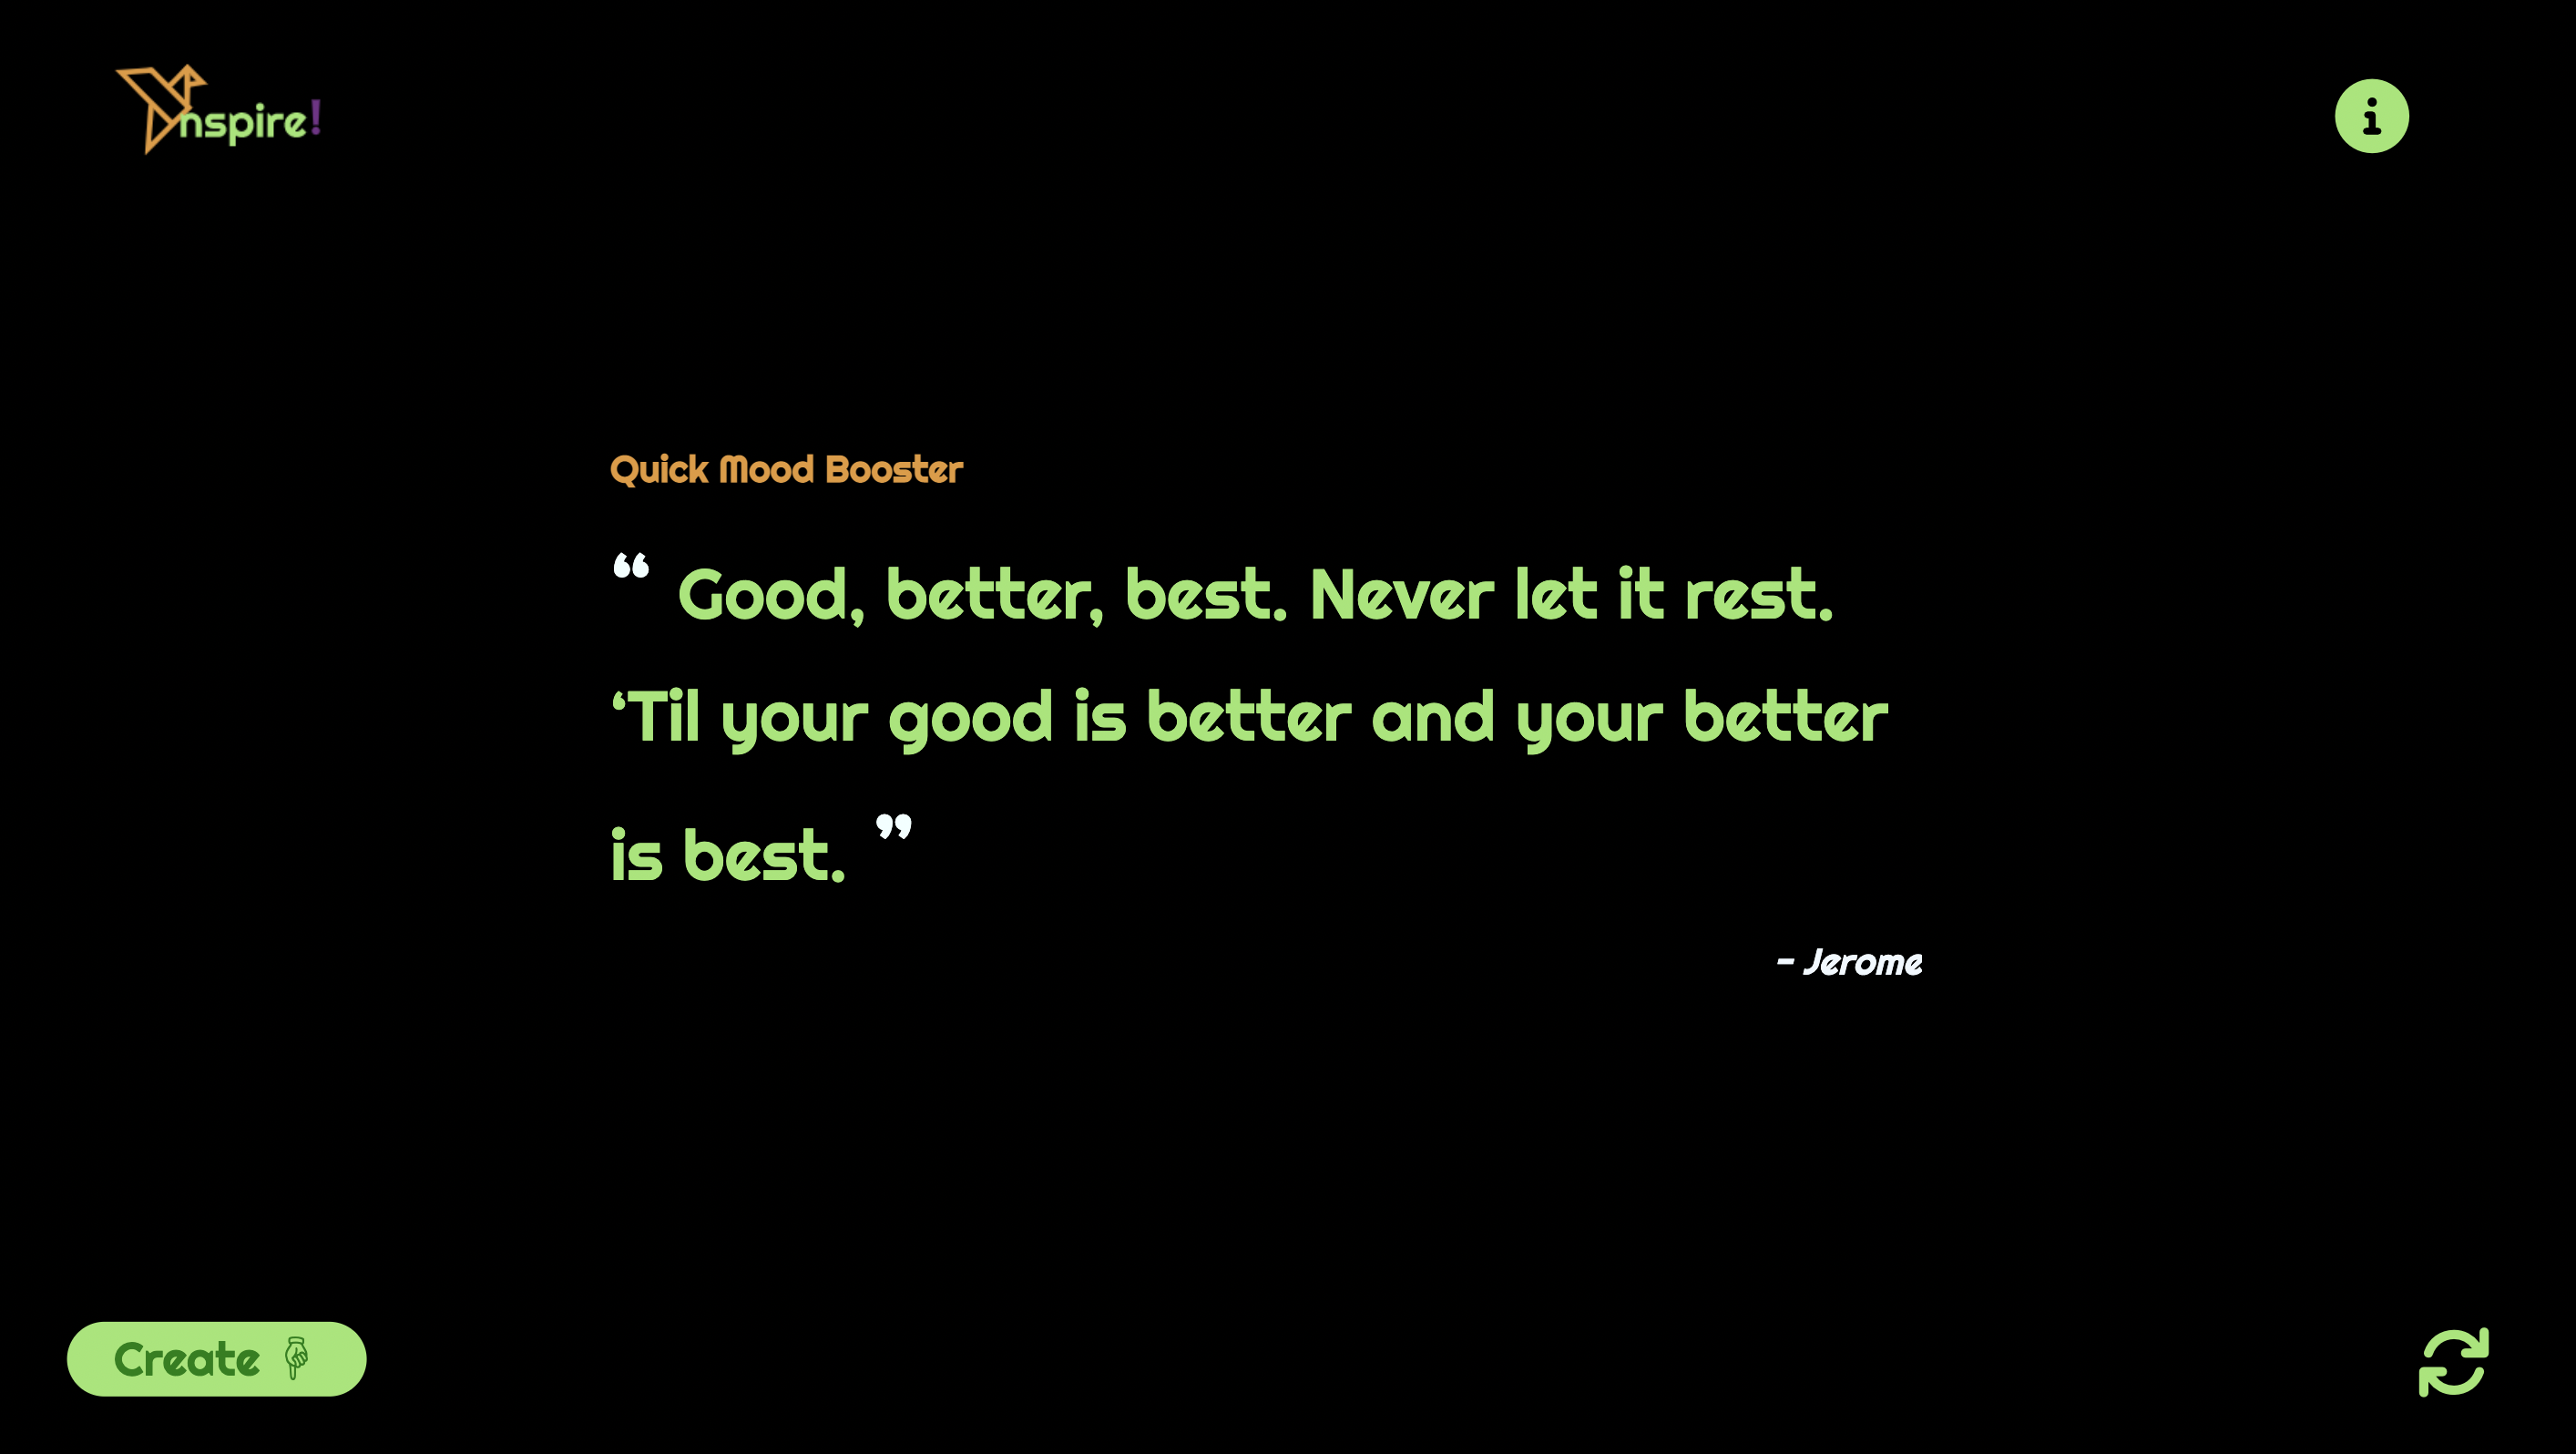 nspire!
Quick Mood Booster
“ Good, better, best. Never let it rest.
‘Til your good is better and your better
is best. ”
- Jerome
Create